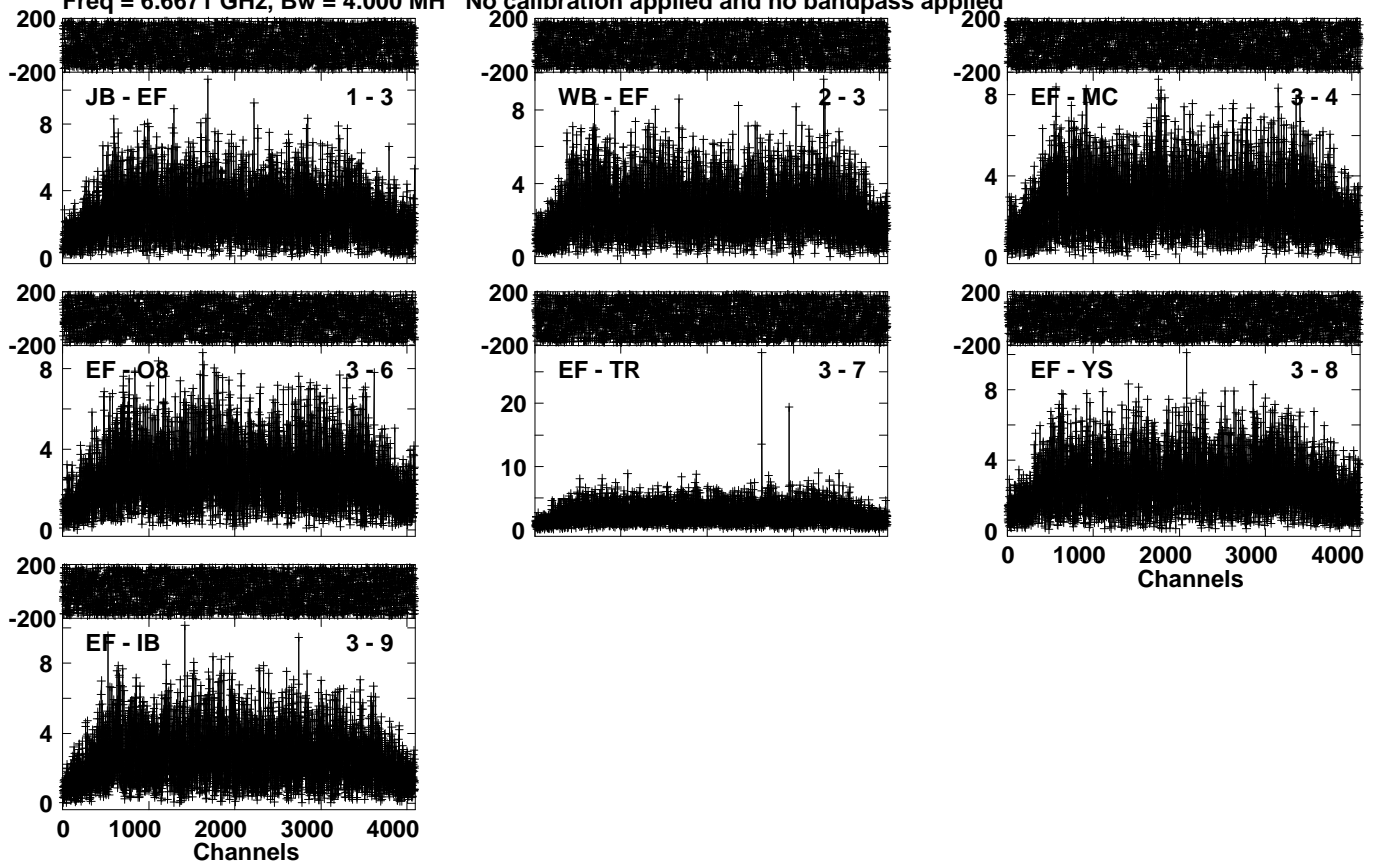 Freq = 6.6671 GHz, Bw = 4.000 MH No calibration applied and no bandpass applied
200 200 200
-200 -200 -200
JB - EF 1 - 3 WB - EF 2 - 3 EF - MC 3 - 4
8 8 8
4 4 4
0 0 0
200 200 200
-200 -200 -200
EF - O8 3 - 6 EF - TR 3 - 7 EF - YS 3 - 8
8 20 8
4 10 4
0 0 0
0 1000 2000 3000 4000
Channels
200
-200
EF - IB 3 - 9
8
4
0
0 1000 2000 3000 4000
Channels